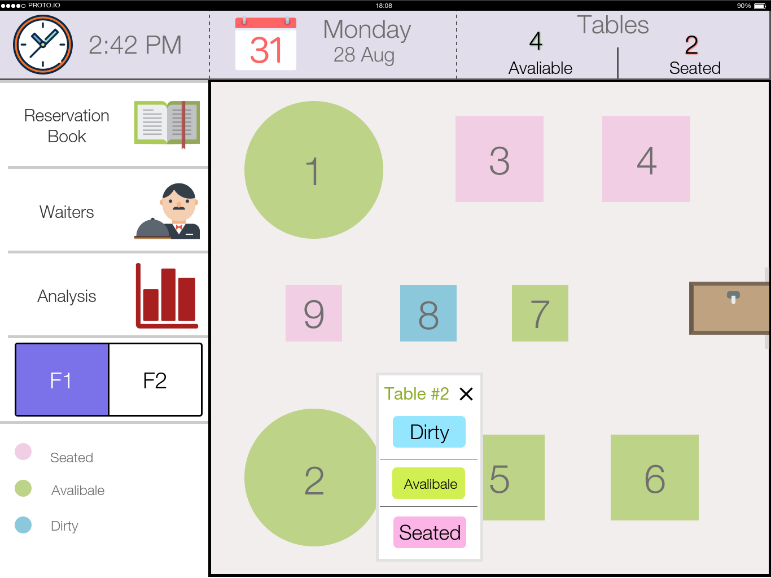 PROTO.IO
18:08
90%
2:42 PM
31
Monday
28 Aug
Tables
4
Avaliable
2
Seated
Reservation
Book
Waiters
Analysis
F1
F2
Seated
Avalibale
Dirty
1
3
4
9
8
7
2
5
6
Table #2
Dirty
Avalibale
Seated